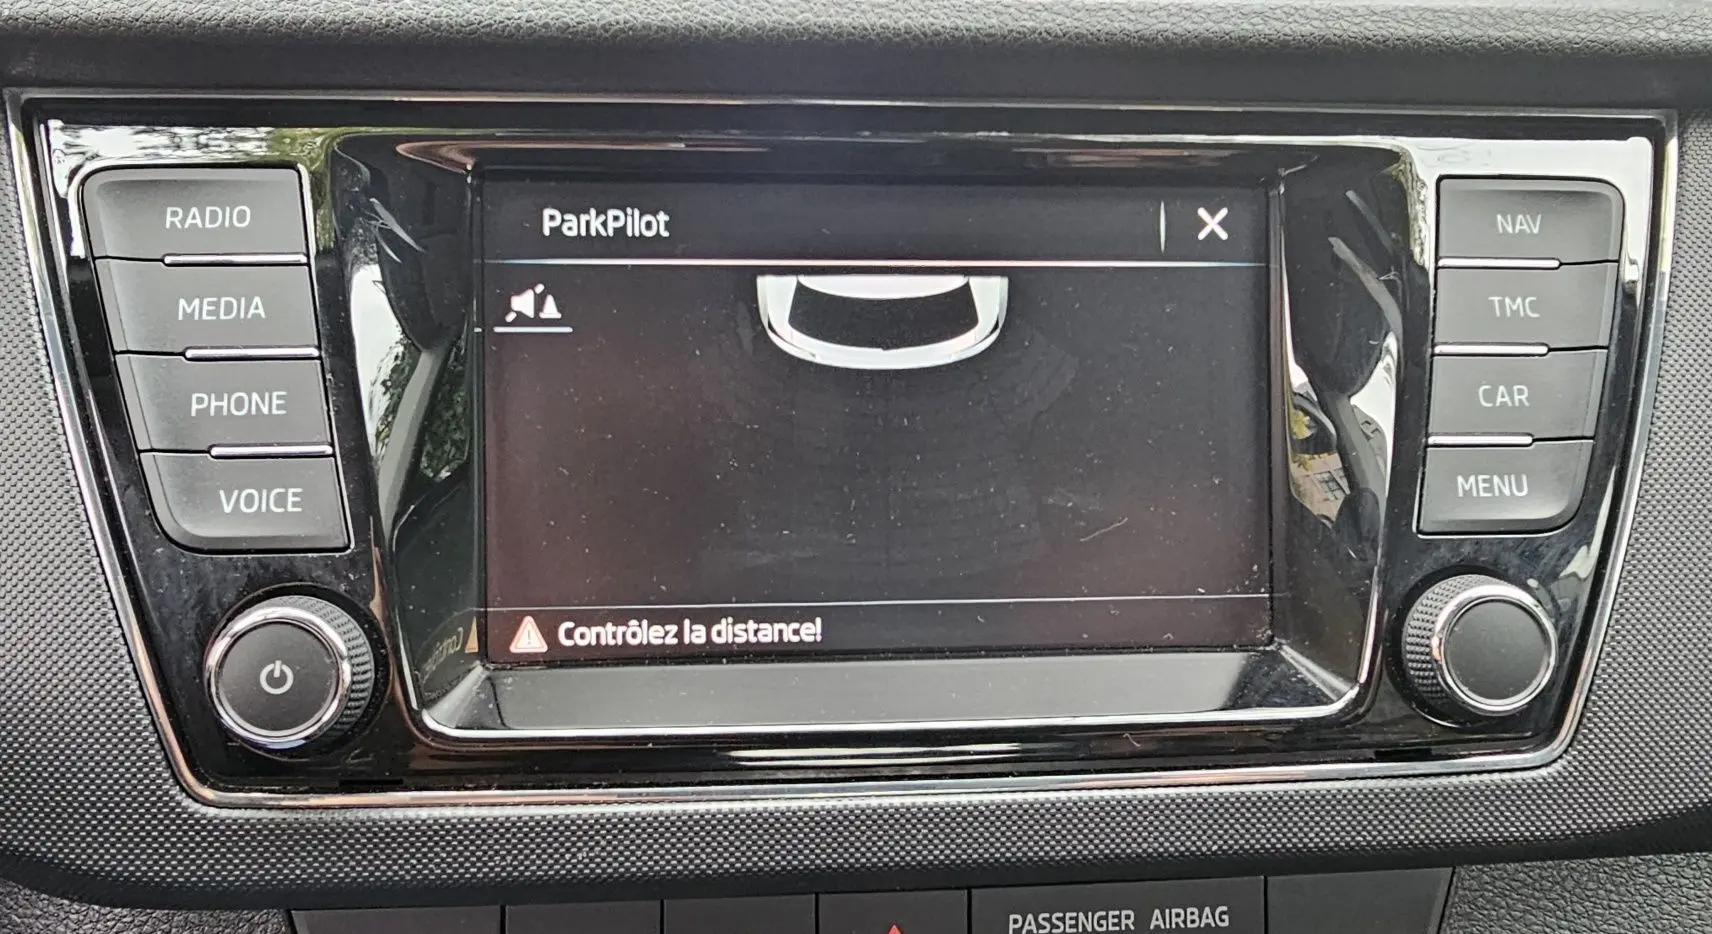 RADIO
MEDIA
PHONE
VOICE
ParkPilot
Contrôlez la distance!
NAV
TMC
CAR
MENU
PASSENGER AIRBAG